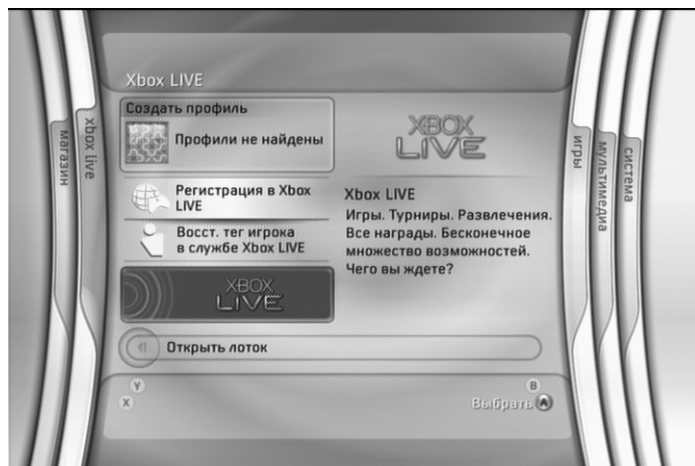 Xbox LIVE
Создать профиль
Профили не найдены
Регистрация в Xbox
LIVE
Восст. тег игрока
в службе Xbox LIVE
XBOX
LIVE
Открыть лоток
XBOX
LIVE
Xbox LIVE
Игры. Турниры. Развлечения.
Все награды. Бесконечное
множество возможностей.
Чего вы ждете?
магазин
xbox live
игры
мультимедиа
система
Y
X
B
Выбрать A